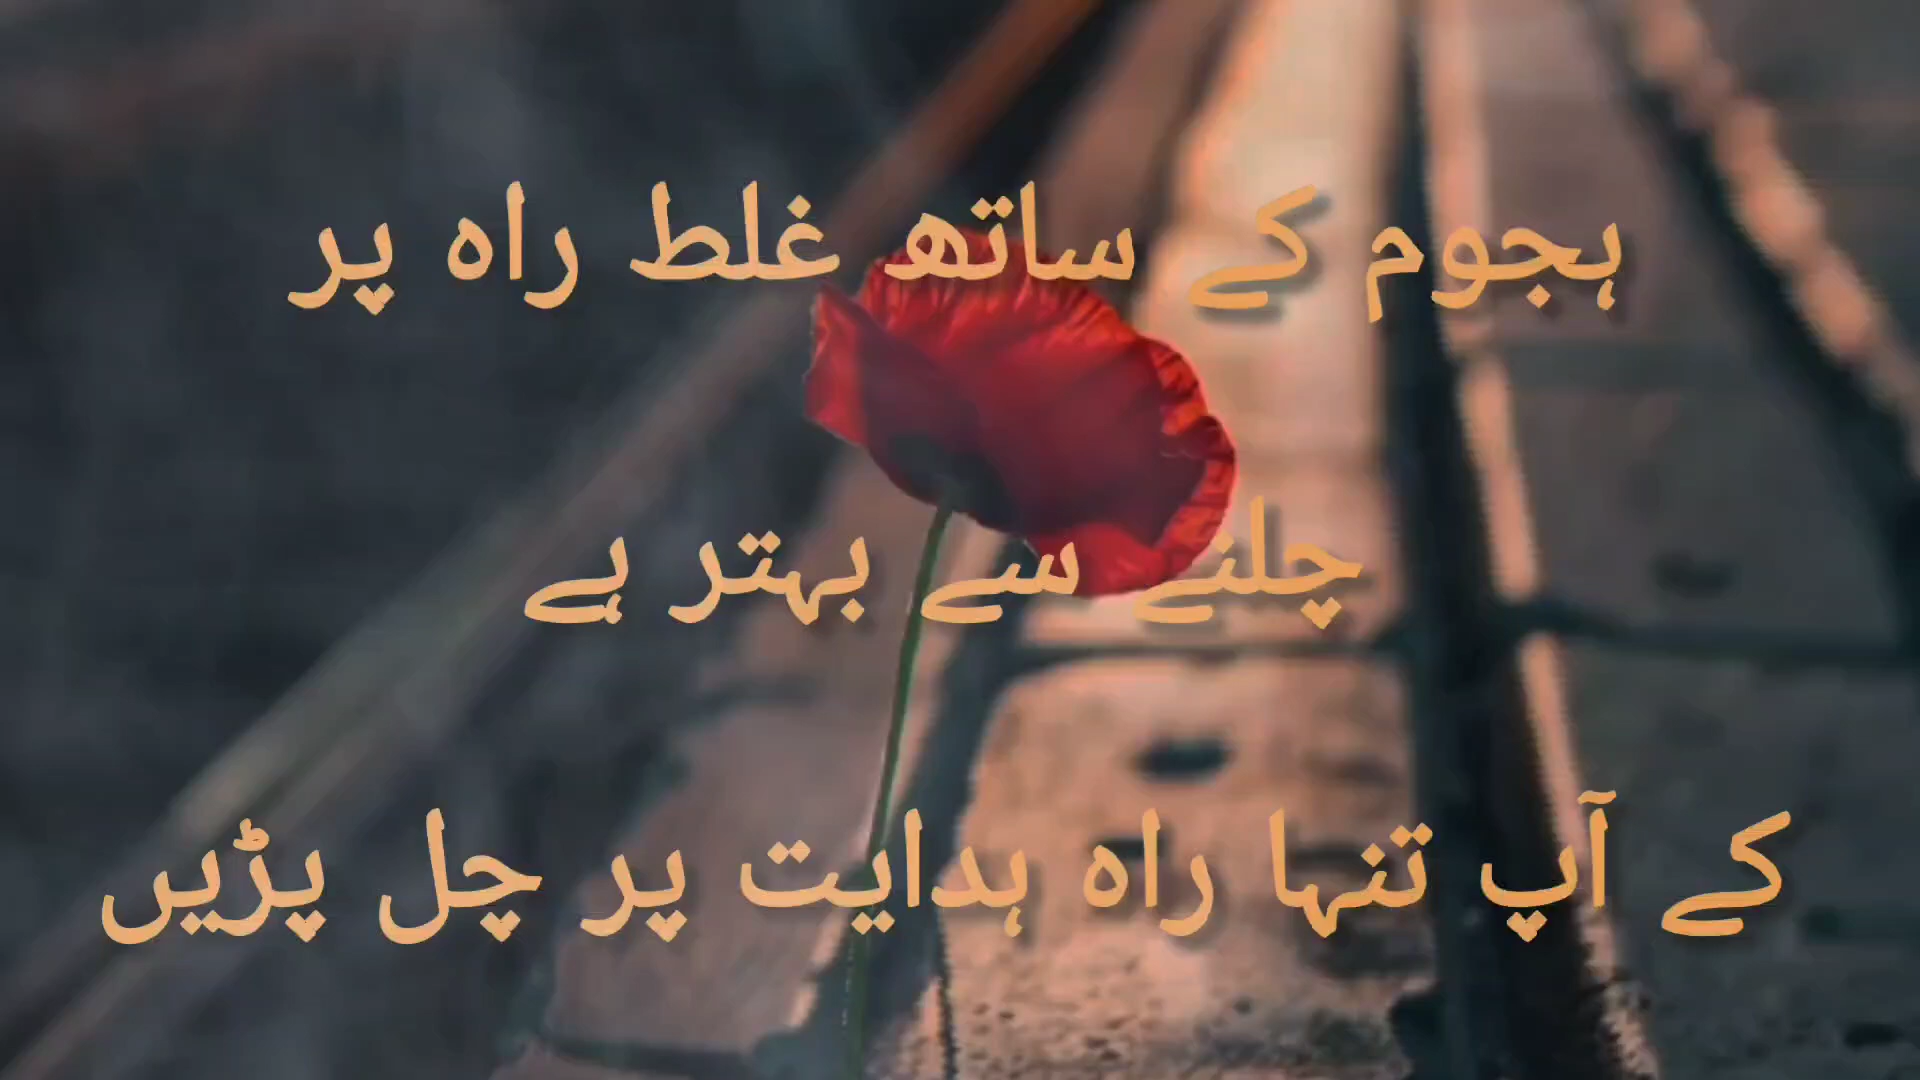 ہجوم کے ساتھ غلط راہ پر
چلنے سے بہتر ہے
کے آپ تنہا راہ ہدایت پر چل پڑیں